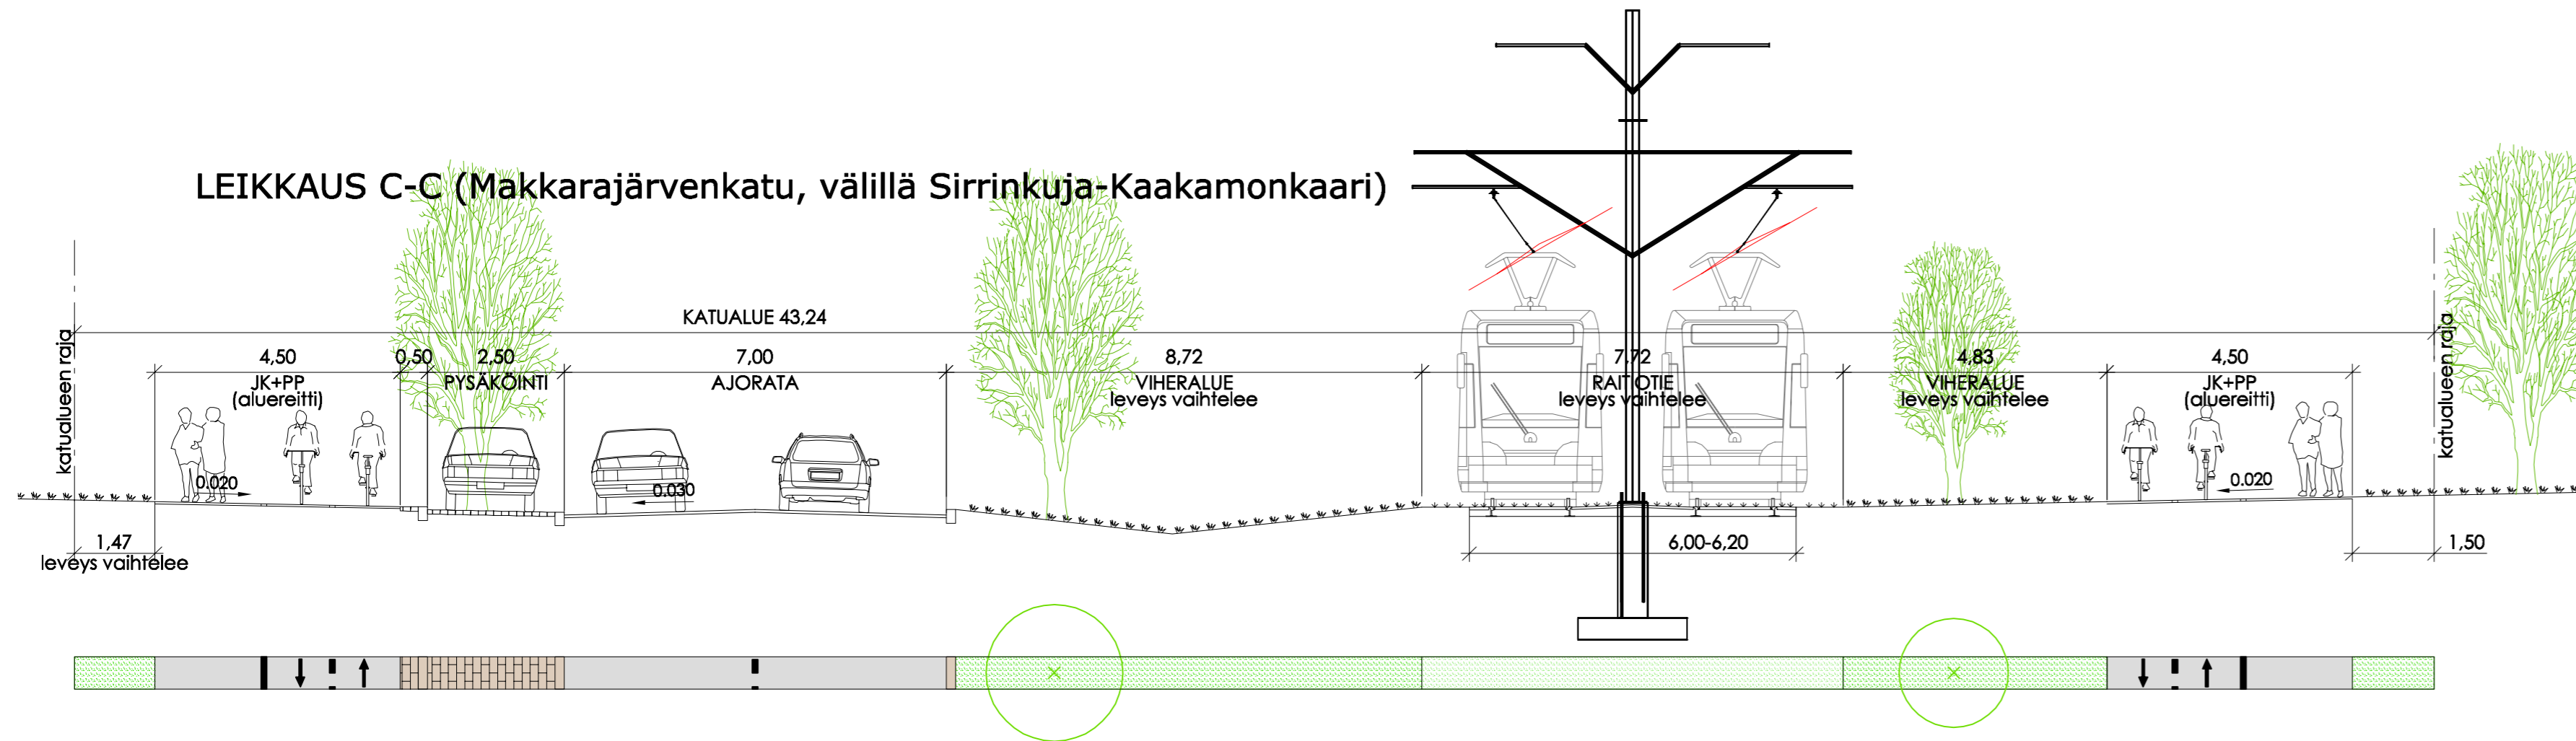 LEIKKAUS C-C (Makkarajärvenkatu, välillä Sirrinkuja-Kaakamonkaari)
katualueen raja
KATUALUE 43,24
katualueen raja
4,50
0,50
2,50
7,00
8,72
7,72
4,83
4,50
JK+PP
(aluereitti)
PYSÄKÖINTI
AJORATA
VIHERALUE
leveys vaihtelee
RAITIOTIE
leveys vaihtelee
VIHERALUE
leveys vaihtelee
JK+PP
(aluereitti)
0.020
0.030
0.020
1,47
leveys vaihtelee
6,00-6,20
1,50